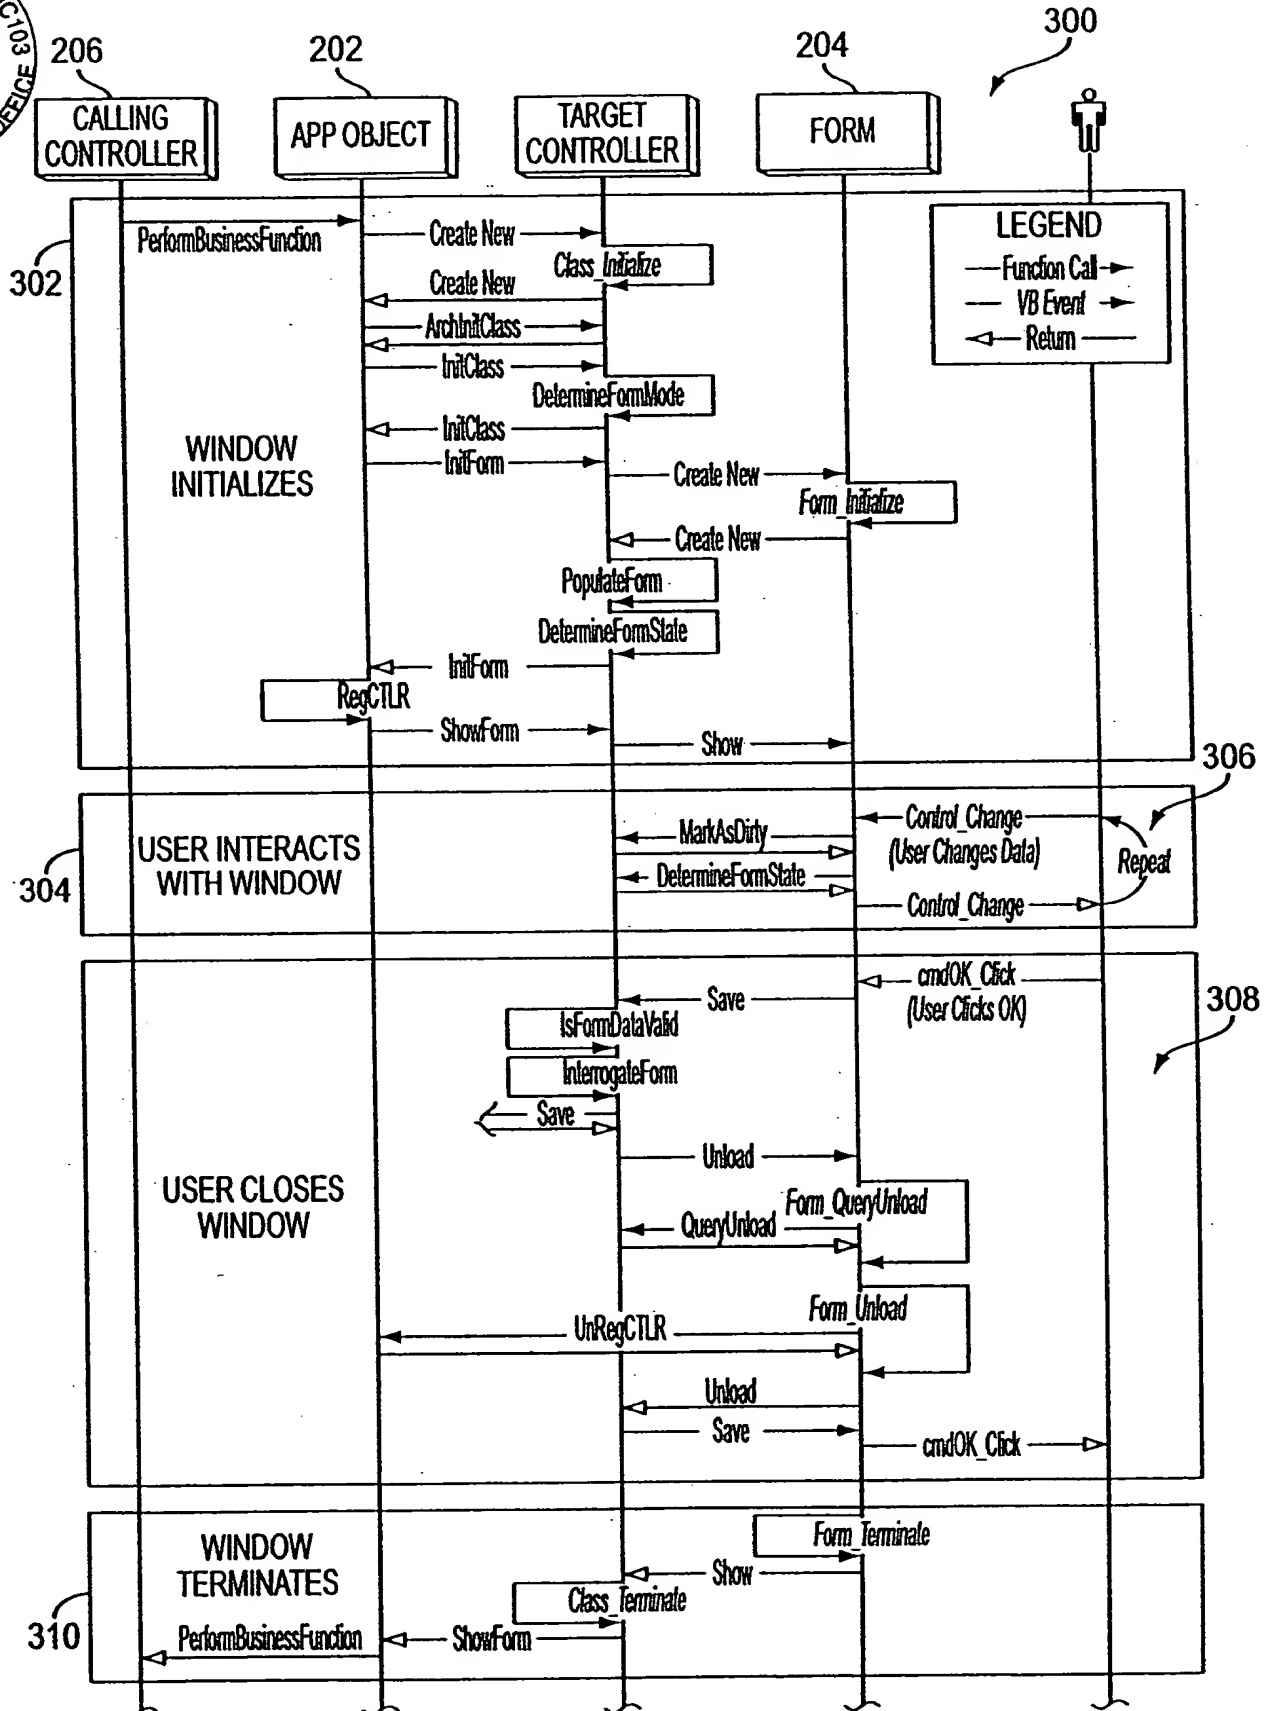 C103
OFFICE
300
206
202
204
CALLING
CONTROLLER
APP OBJECT
TARGET
CONTROLLER
FORM
LEGEND
Function Call
VB Event
Return
302
PerformBusinessFunction
Create New
Class_Initialize
Create New
ArchInitClass
InitClass
DetermineFormMode
InitClass
WINDOW
INITIALIZES
InitForm
Create New
Form_Initialize
Create New
PopulateForm
DetermineFormState
InitForm
RegCTLR
ShowForm
Show
306
304
USER INTERACTS
WITH WINDOW
Control_Change
(User Changes Data)
MarkAsDirty
Repeat
DetermineFormState
Control_Change
cmdOK_Click
(User Clicks OK)
308
Save
IsFormDataValid
InterrogateForm
Save
Unload
USER CLOSES
WINDOW
Form_QueryUnload
QueryUnload
Form_Unload
UnRegCTLR
Unload
Save
cmdOK_Click
WINDOW
TERMINATES
310
Form_Terminate
Show
Class_Terminate
ShowForm
PerformBusinessFunction